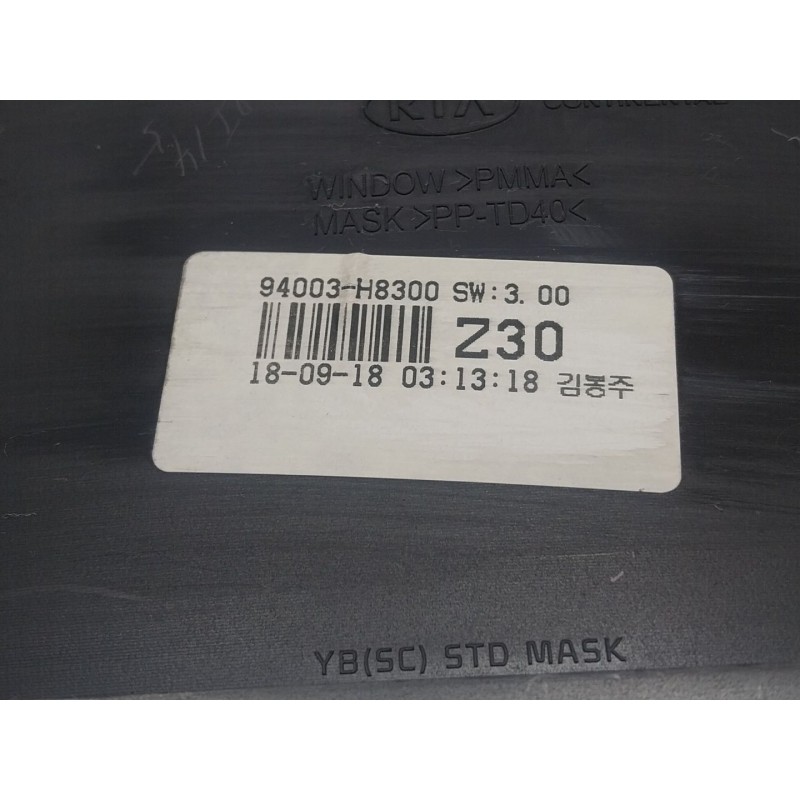 KIA CONTINENTAL
WINDOW >PMMA<
MASK >PP-TD40<
94003-H8300 SW:3.00
Z30
18-09-18 03:13:18 김봉주
YB(SC) STD MASK